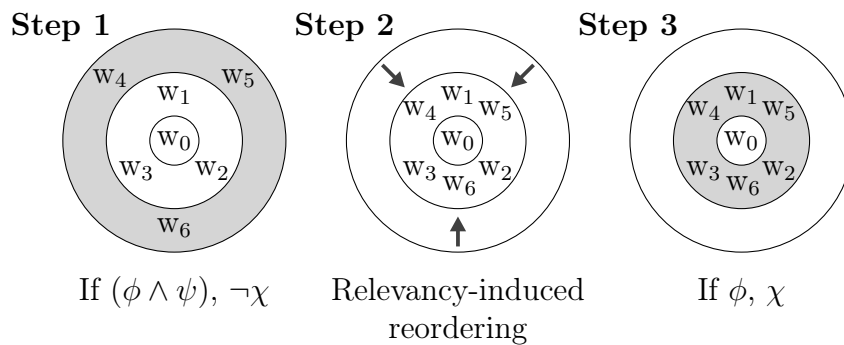 Step 1
Step 2
Step 3
w₄
w₅
w₁
w₀
w₃
w₂
w₆
w₁
w₄
w₅
w₀
w₃
w₂
w₆
w₁
w₄
w₅
w₀
w₃
w₂
w₆
If (ϕ ∧ ψ), ¬χ
Relevancy-induced
reordering
If ϕ, χ